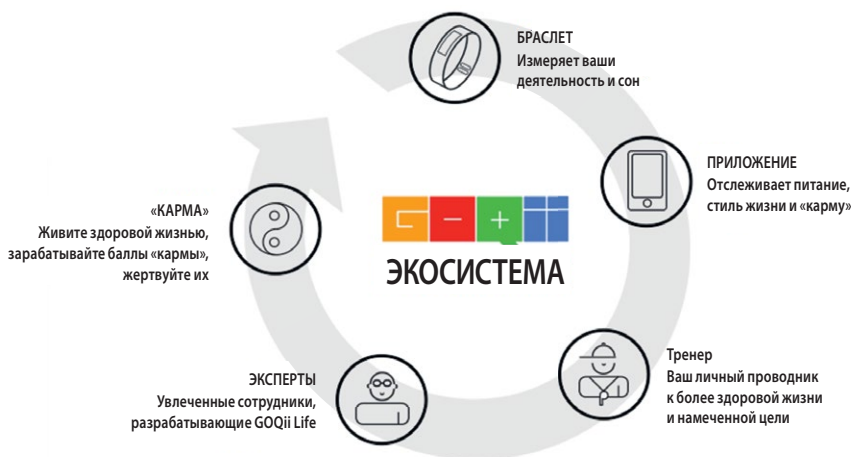 БРАСЛЕТ
Измеряет ваши
деятельность и сон
ПРИЛОЖЕНИЕ
Отслеживает питание,
стиль жизни и «карму»
Тренер
Ваш личный проводник
к более здоровой жизни
и намеченной цели
ЭКСПЕРТЫ
Увлеченные сотрудники,
разрабатывающие GOQii Life
«КАРМА»
Живите здоровой жизнью,
зарабатывайте баллы «кармы»,
жертвуйте их
GOQii
ЭКОСИСТЕМА